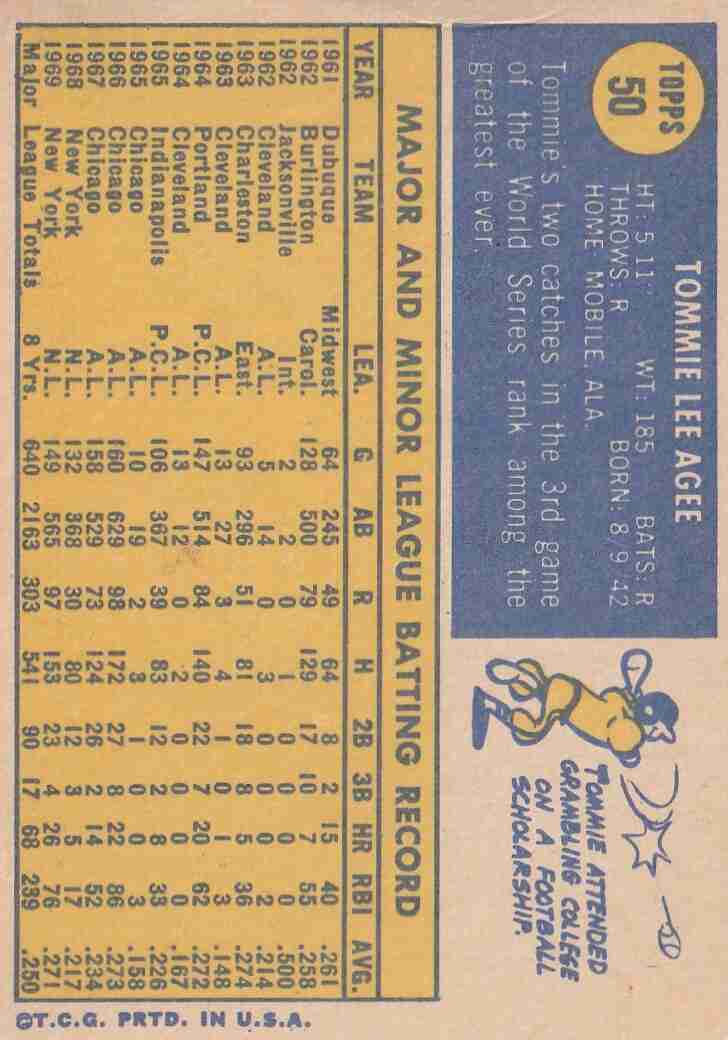 TOPPS
50
TOMMIE LEE AGEE
HT: 5 11" WT: 185 BATS: R
THROWS: R BORN: 8/9/42
HOME: MOBILE, ALA.
Tommie's two catches in the 3rd game
of the World Series rank among the
greatest ever.
TOMMIE ATTENDED
GRAMBLING COLLEGE
ON A FOOTBALL
SCHOLARSHIP.
MAJOR AND MINOR LEAGUE BATTING RECORD
YEAR TEAM LEA. G AB R H 2B 3B HR RBI AVG.
1961 Dubuque Midwest 64 245 49 64 8 2 15 40 .261
1962 Burlington Carol. 128 500 79 129 17 10 7 55 .258
1962 Jacksonville Int. 2 2 0 1 0 0 0 0 .500
1962 Cleveland A.L. 5 14 0 3 0 0 0 2 .214
1963 Charleston East. 93 296 51 81 18 8 5 36 .274
1963 Cleveland A.L. 13 27 3 4 1 0 1 3 .148
1964 Portland P.C.L. 147 514 84 140 22 7 20 62 .272
1964 Cleveland A.L. 13 12 0 2 0 0 0 0 .167
1965 Indianapolis P.C.L. 106 367 39 83 12 2 8 33 .226
1965 Chicago A.L. 10 19 2 3 1 0 0 3 .158
1966 Chicago A.L. 160 629 98 172 27 8 22 86 .273
1967 Chicago A.L. 158 529 73 124 26 2 14 52 .234
1968 New York N.L. 132 368 30 80 12 3 5 17 .217
1969 New York N.L. 149 565 97 153 23 4 26 76 .271
Major League Totals 8 Yrs. 640 2163 303 541 90 17 68 239 .250
©T.C.G. PRTD. IN U.S.A.